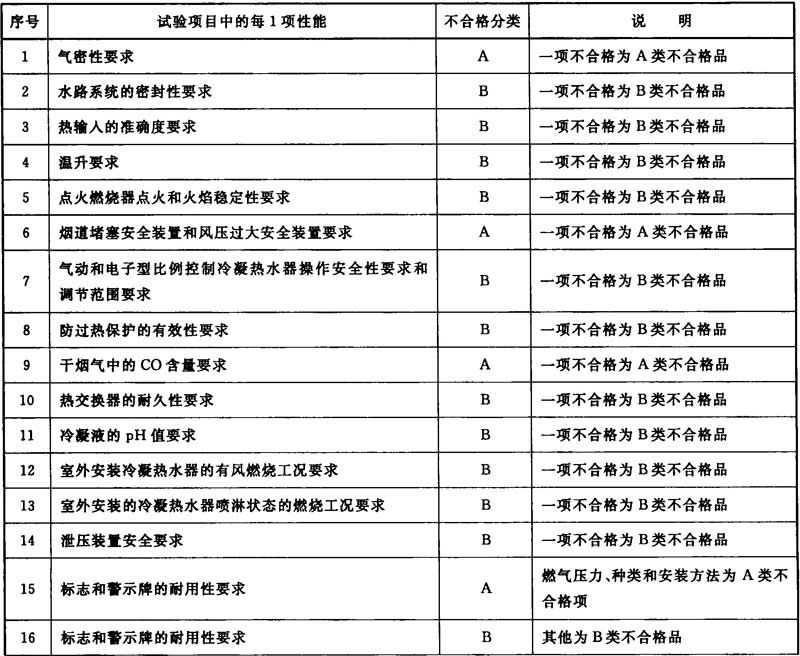 序号 试验项目中的每1项性能 不合格分类 说 明
1 气密性要求 A 一项不合格为A类不合格品
2 水路系统的密封性要求 B 一项不合格为B类不合格品
3 热输入的准确度要求 B 一项不合格为B类不合格品
4 温升要求 B 一项不合格为B类不合格品
5 点火燃烧器点火和火焰稳定性要求 B 一项不合格为B类不合格品
6 烟道堵塞安全装置和风压过大安全装置要求 A 一项不合格为A类不合格品
7 气动和电子型比例控制冷凝热水器操作安全性要求和
调节范围要求 B 一项不合格为B类不合格品
8 防过热保护的有效性要求 B 一项不合格为B类不合格品
9 干烟气中的CO含量要求 A 一项不合格为A类不合格品
10 热交换器的耐久性要求 B 一项不合格为B类不合格品
11 冷凝液的pH值要求 B 一项不合格为B类不合格品
12 室外安装冷凝热水器的有风燃烧工况要求 B 一项不合格为B类不合格品
13 室外安装的冷凝热水器喷淋状态的燃烧工况要求 B 一项不合格为B类不合格品
14 泄压装置安全要求 B 一项不合格为B类不合格品
15 标志和警示牌的耐用性要求 A 燃气压力、种类和安装方法为A类不
合格项
16 标志和警示牌的耐用性要求 B 其他为B类不合格品